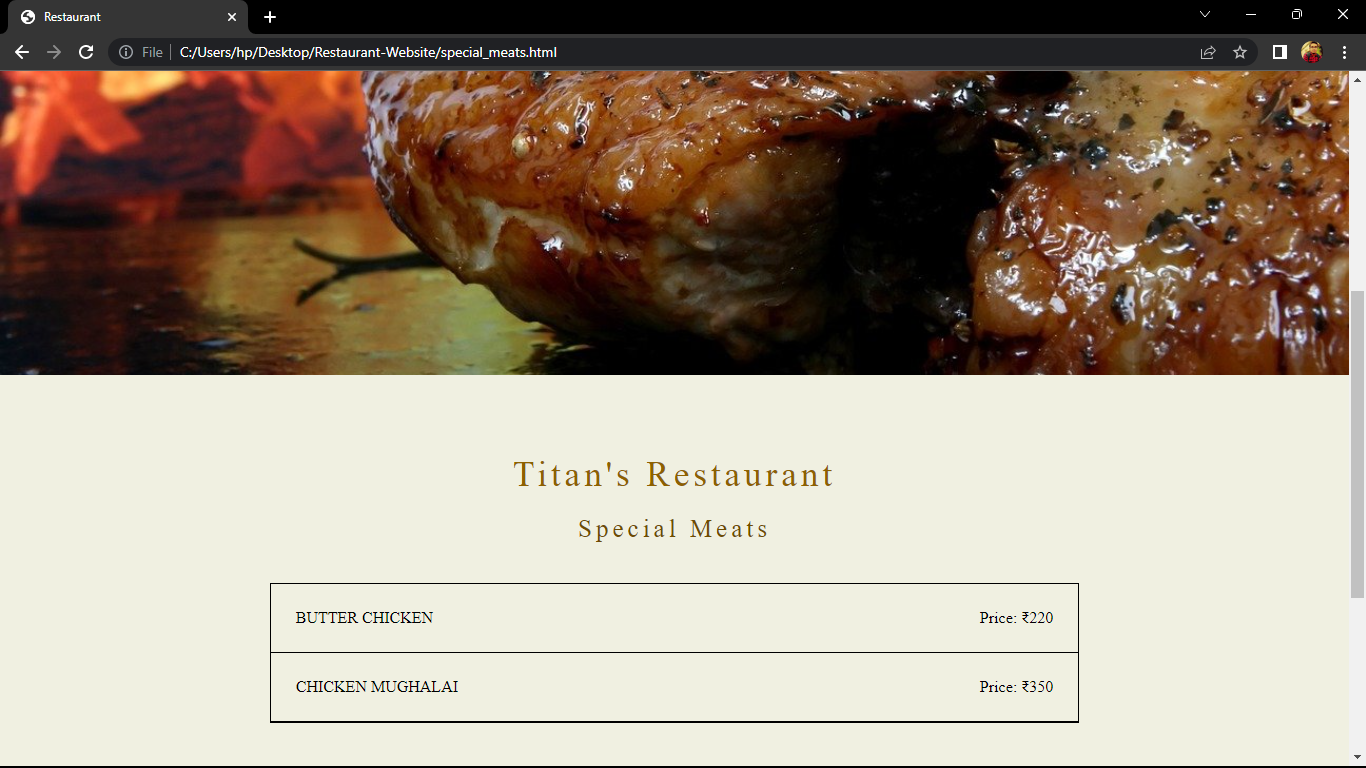 Restaurant
File C:/Users/hp/Desktop/Restaurant-Website/special_meats.html
Titan's Restaurant
Special Meats
BUTTER CHICKEN Price: ₹220
CHICKEN MUGHALAI Price: ₹350